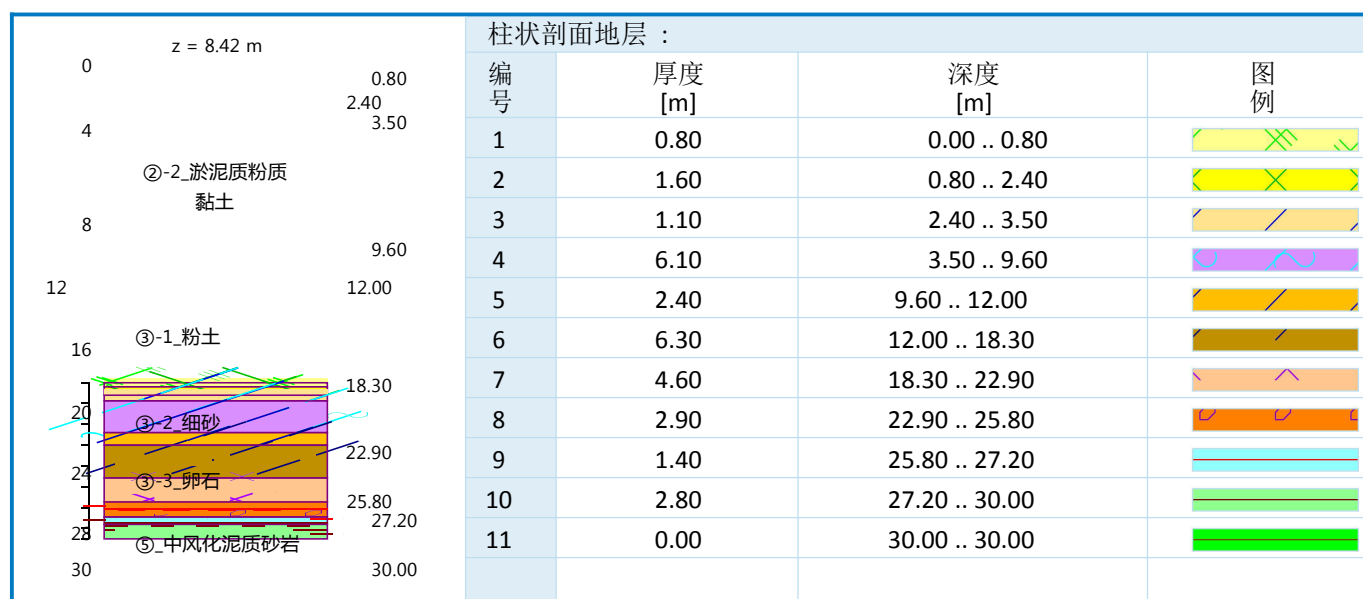 z = 8.42 m
0
0.80
2.40
3.50
4
②-2_淤泥质粉质
黏土
8
9.60
12
12.00
③-1_粉土
16
18.30
20
③-2_细砂
22.90
24
③-3_卵石
25.80
27.20
28
⑤_中风化泥质砂岩
30
30.00
柱状剖面地层 :
编号 厚度 [m] 深度 [m] 图例
1 0.80 0.00 .. 0.80
2 1.60 0.80 .. 2.40
3 1.10 2.40 .. 3.50
4 6.10 3.50 .. 9.60
5 2.40 9.60 .. 12.00
6 6.30 12.00 .. 18.30
7 4.60 18.30 .. 22.90
8 2.90 22.90 .. 25.80
9 1.40 25.80 .. 27.20
10 2.80 27.20 .. 30.00
11 0.00 30.00 .. 30.00